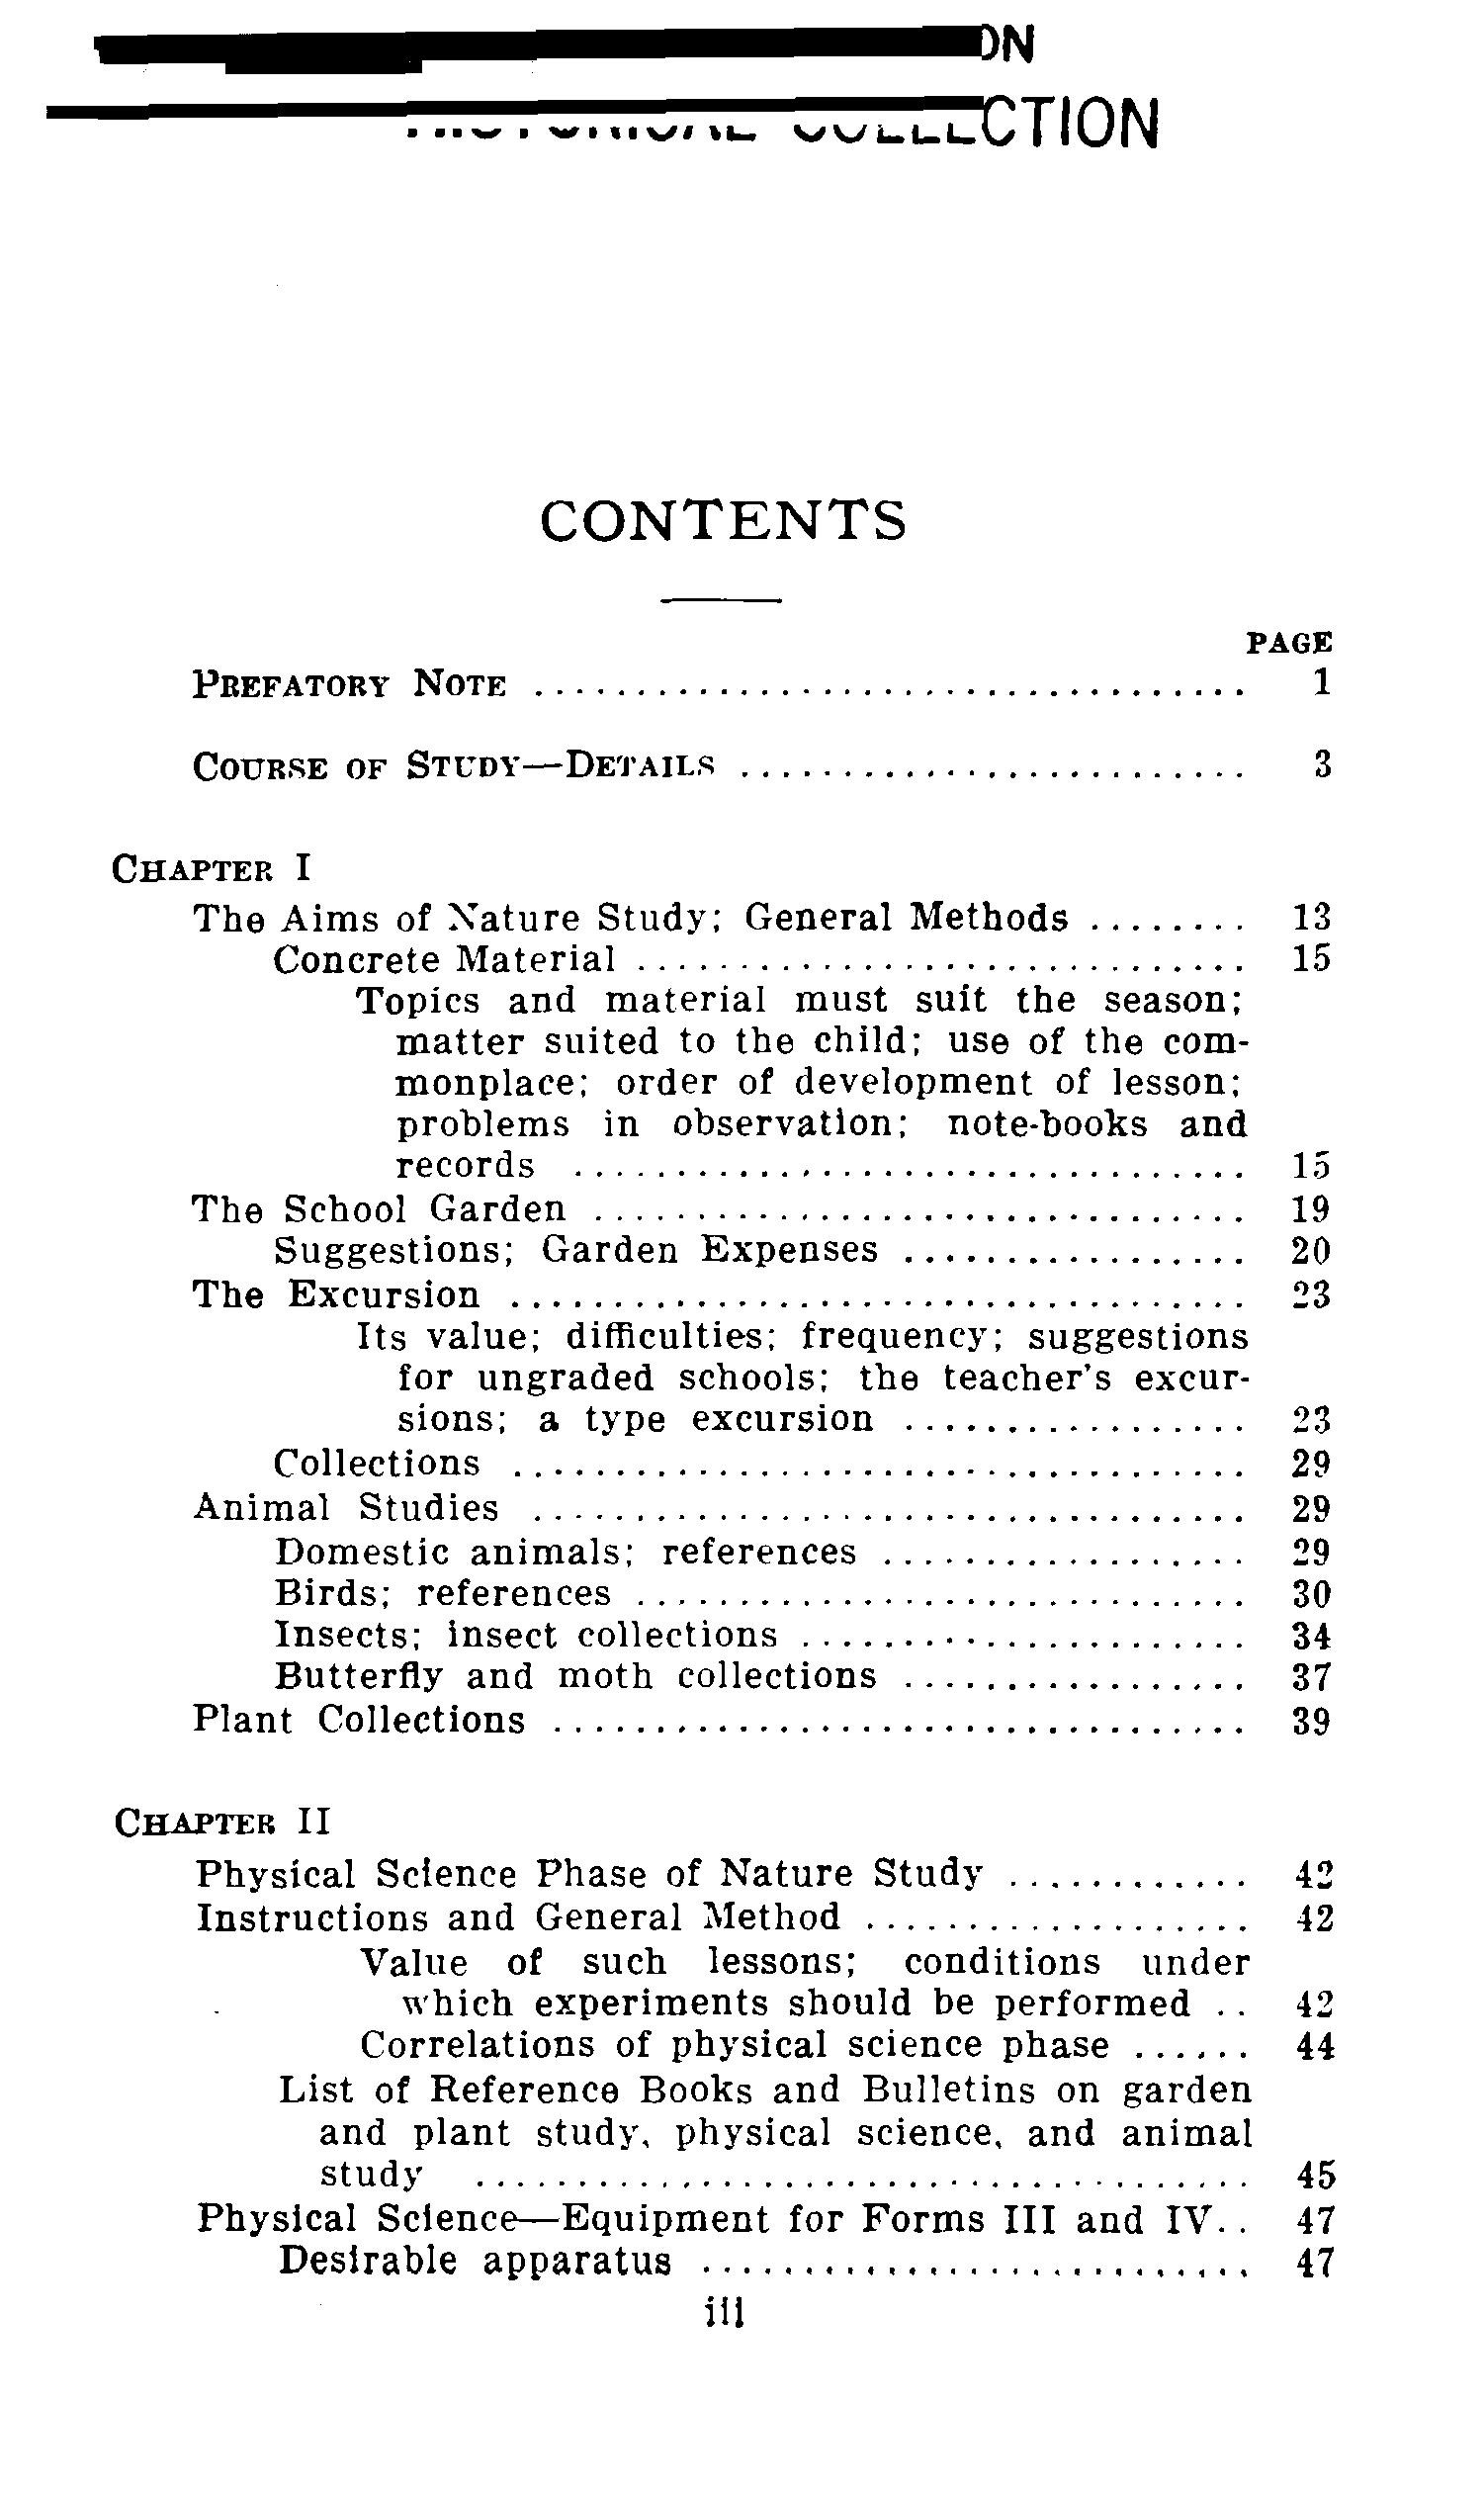 CONTENTS
PAGE
PREFATORY NOTE .................................. 1
COURSE OF STUDY—DETAILS ......................... 3
CHAPTER I
The Aims of Nature Study; General Methods ........ 13
Concrete Material .............................. 15
Topics and material must suit the season;
matter suited to the child; use of the com-
monplace; order of development of lesson;
problems in observation; note-books and
records ................................. 15
The School Garden ................................ 19
Suggestions; Garden Expenses ................. 20
The Excursion .................................... 23
Its value; difficulties; frequency; suggestions
for ungraded schools; the teacher's excur-
sions; a type excursion ................. 23
Collections .................................... 29
Animal Studies ................................... 29
Domestic animals; references .................. 29
Birds; references .............................. 30
Insects; insect collections ...................... 34
Butterfly and moth collections ................. 37
Plant Collections .................................. 39
CHAPTER II
Physical Science Phase of Nature Study ............ 42
Instructions and General Method ................... 42
Value of such lessons; conditions under
which experiments should be performed .. 42
Correlations of physical science phase ...... 44
List of Reference Books and Bulletins on garden
and plant study, physical science, and animal
study ...................................... 45
Physical Science—Equipment for Forms III and IV.. 47
Desirable apparatus ........................... 47
iii